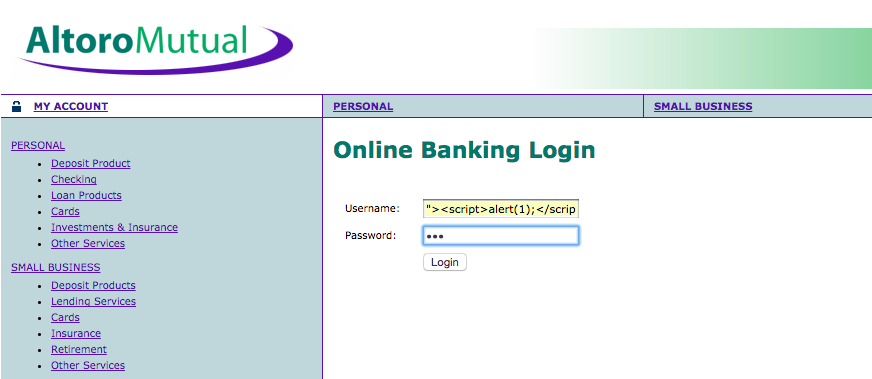 AltoroMutual
MY ACCOUNT
PERSONAL
SMALL BUSINESS
PERSONAL
Deposit Product
Checking
Loan Products
Cards
Investments & Insurance
Other Services
SMALL BUSINESS
Deposit Products
Lending Services
Cards
Insurance
Retirement
Other Services
Online Banking Login
Username: "><script>alert(1);</scrip
Password: •••
Login